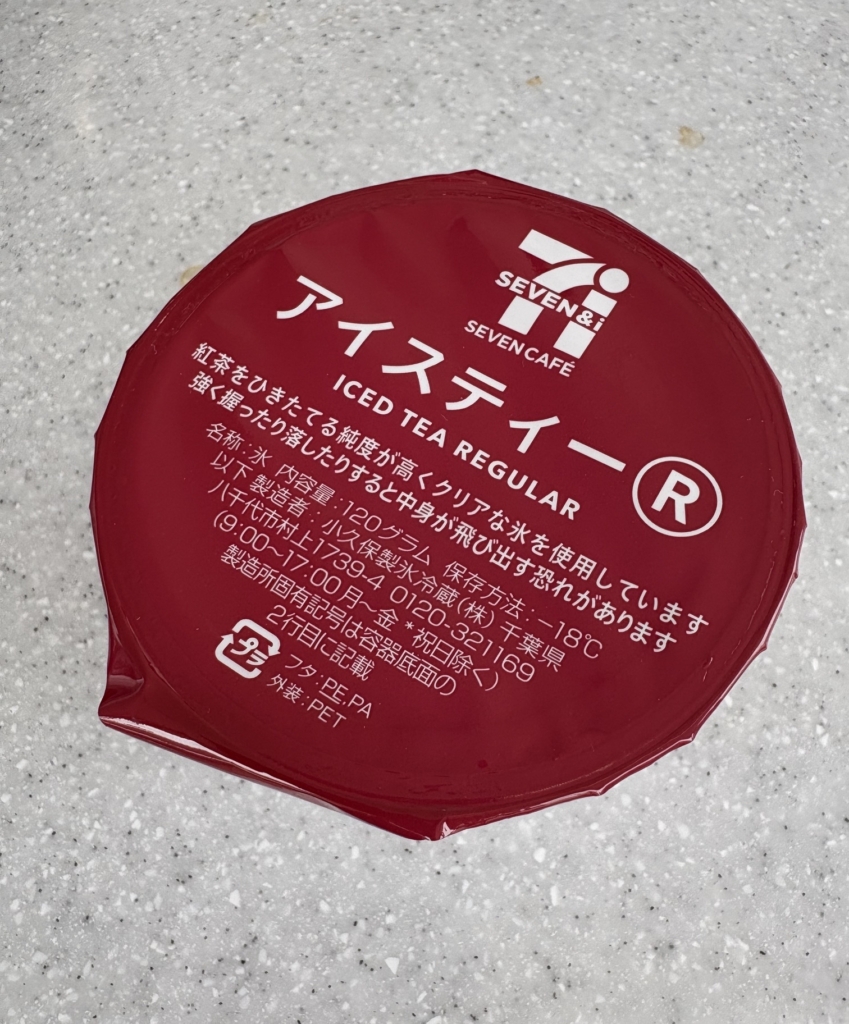 SEVEN&i
SEVEN CAFÉ
アイスティー Ⓡ
ICED TEA REGULAR
紅茶をひきたてる純度が高くクリアな氷を使用しています
強く握ったり落したりすると中身が飛び出す恐れがあります
名称:氷 内容量:120グラム 保存方法:−18℃
以下 製造者:小久保製氷冷蔵(株) 千葉県
八千代市村上1739-4 0120-321169
(9:00〜17:00月〜金 *祝日除く)
製造所固有記号は容器底面の
2行目に記載
プラ フタ:PE.PA
外装:PET